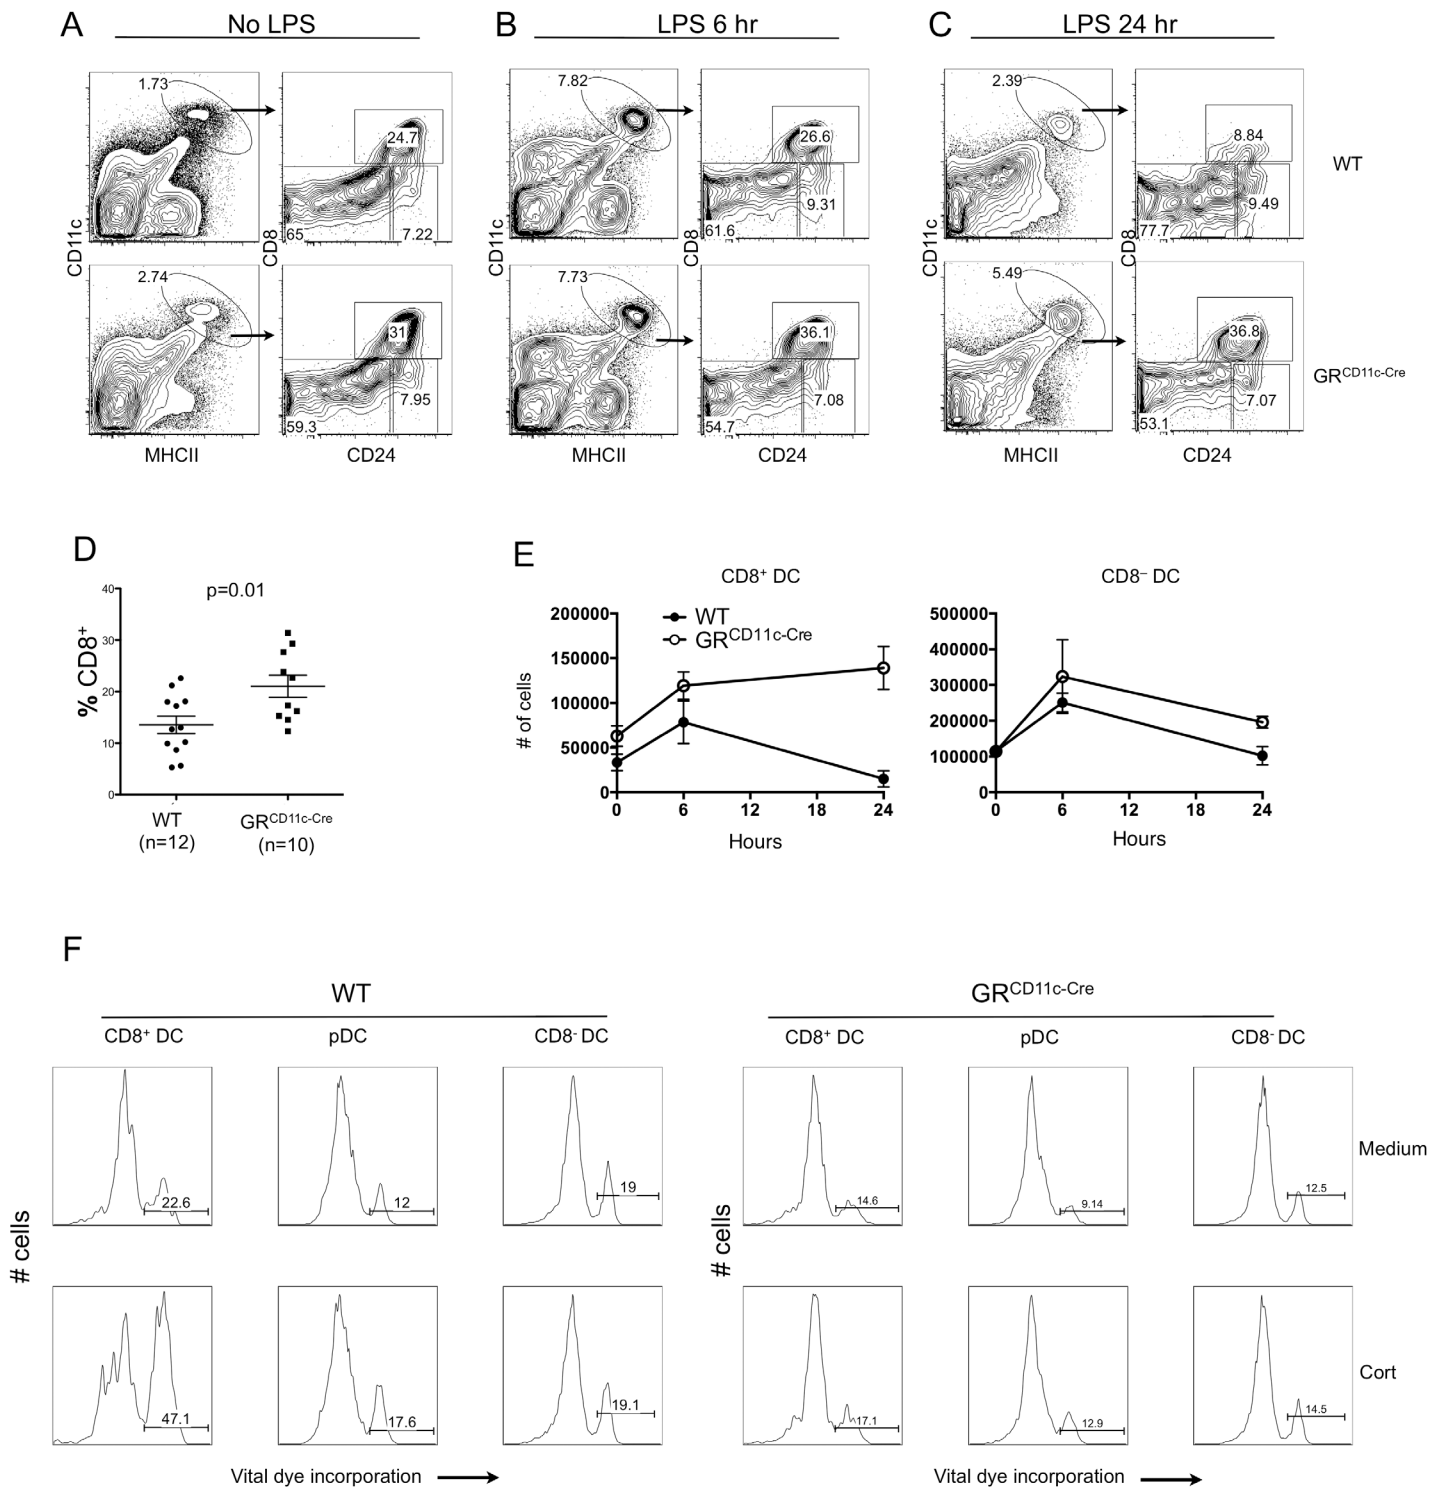 A
No LPS
B
LPS 6 hr
C
LPS 24 hr
1.73
24.7
65
7.22
7.82
26.6
61.6
9.31
2.39
8.84
77.7
9.49
WT
CD11c
CD8
CD11c
CD8
CD11c
CD8
2.74
31
59.3
7.95
7.73
36.1
54.7
7.08
5.49
36.8
53.1
7.07
GR^CD11c-Cre
MHCII
CD24
MHCII
CD24
MHCII
CD24
D
p=0.01
% CD8⁺
40
30
20
10
0
WT
(n=12)
GR^CD11c-Cre
(n=10)
E
CD8⁺ DC
WT
GR^CD11c-Cre
# of cells
200000
150000
100000
50000
0
0 6 12 18 24
Hours
CD8⁻ DC
500000
400000
300000
200000
100000
0
0 6 12 18 24
Hours
F
WT
GR^CD11c-Cre
CD8⁺ DC
pDC
CD8⁻ DC
CD8⁺ DC
pDC
CD8⁻ DC
22.6
12
19
14.6
9.14
12.5
Medium
# cells
# cells
47.1
17.6
19.1
17.1
12.9
14.5
Cort
Vital dye incorporation
Vital dye incorporation